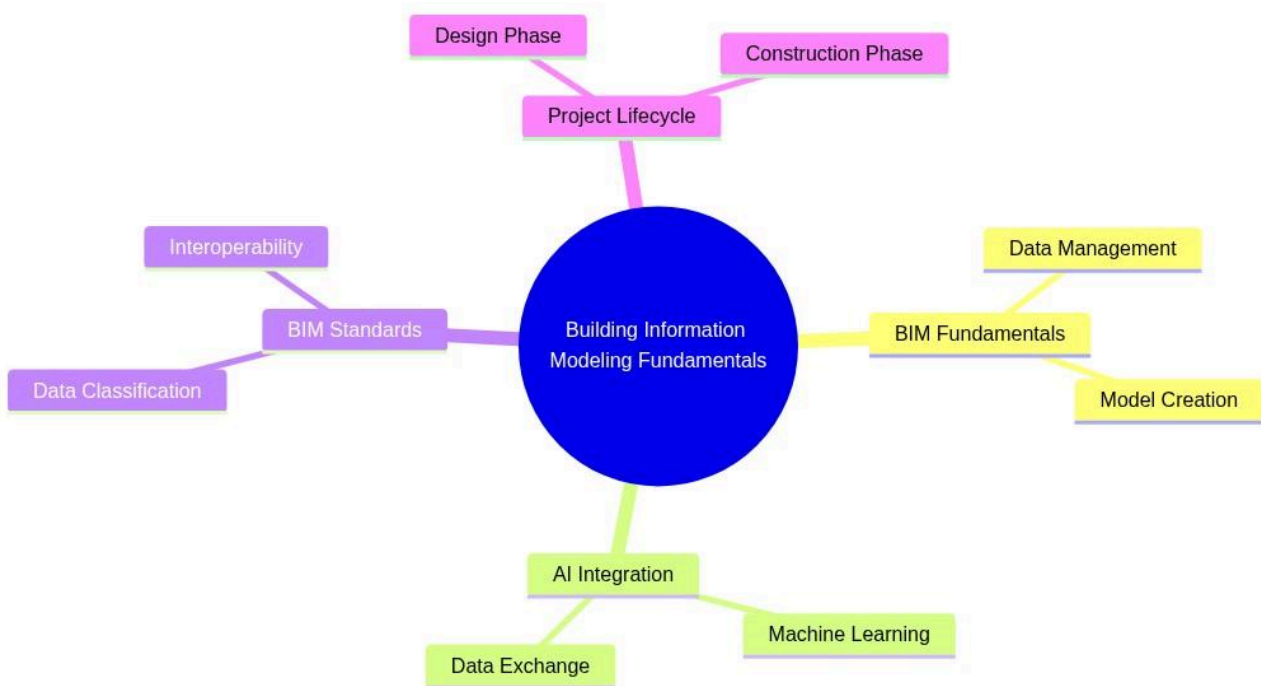 Design Phase
Construction Phase
Project Lifecycle
Interoperability
Data Management
BIM Standards
Building Information
Modeling Fundamentals
BIM Fundamentals
Data Classification
Model Creation
AI Integration
Machine Learning
Data Exchange